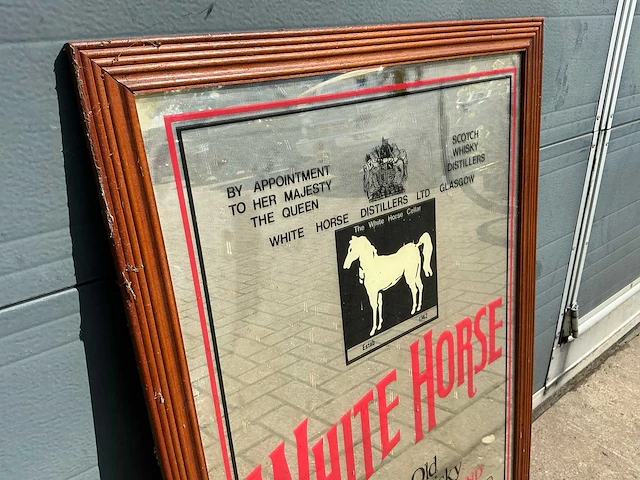 BY APPOINTMENT
TO HER MAJESTY
THE QUEEN
SCOTCH
WHISKY
DISTILLERS
WHITE HORSE DISTILLERS LTD GLASGOW
The White Horse Cellar
Estab.
WHITE HORSE
Old